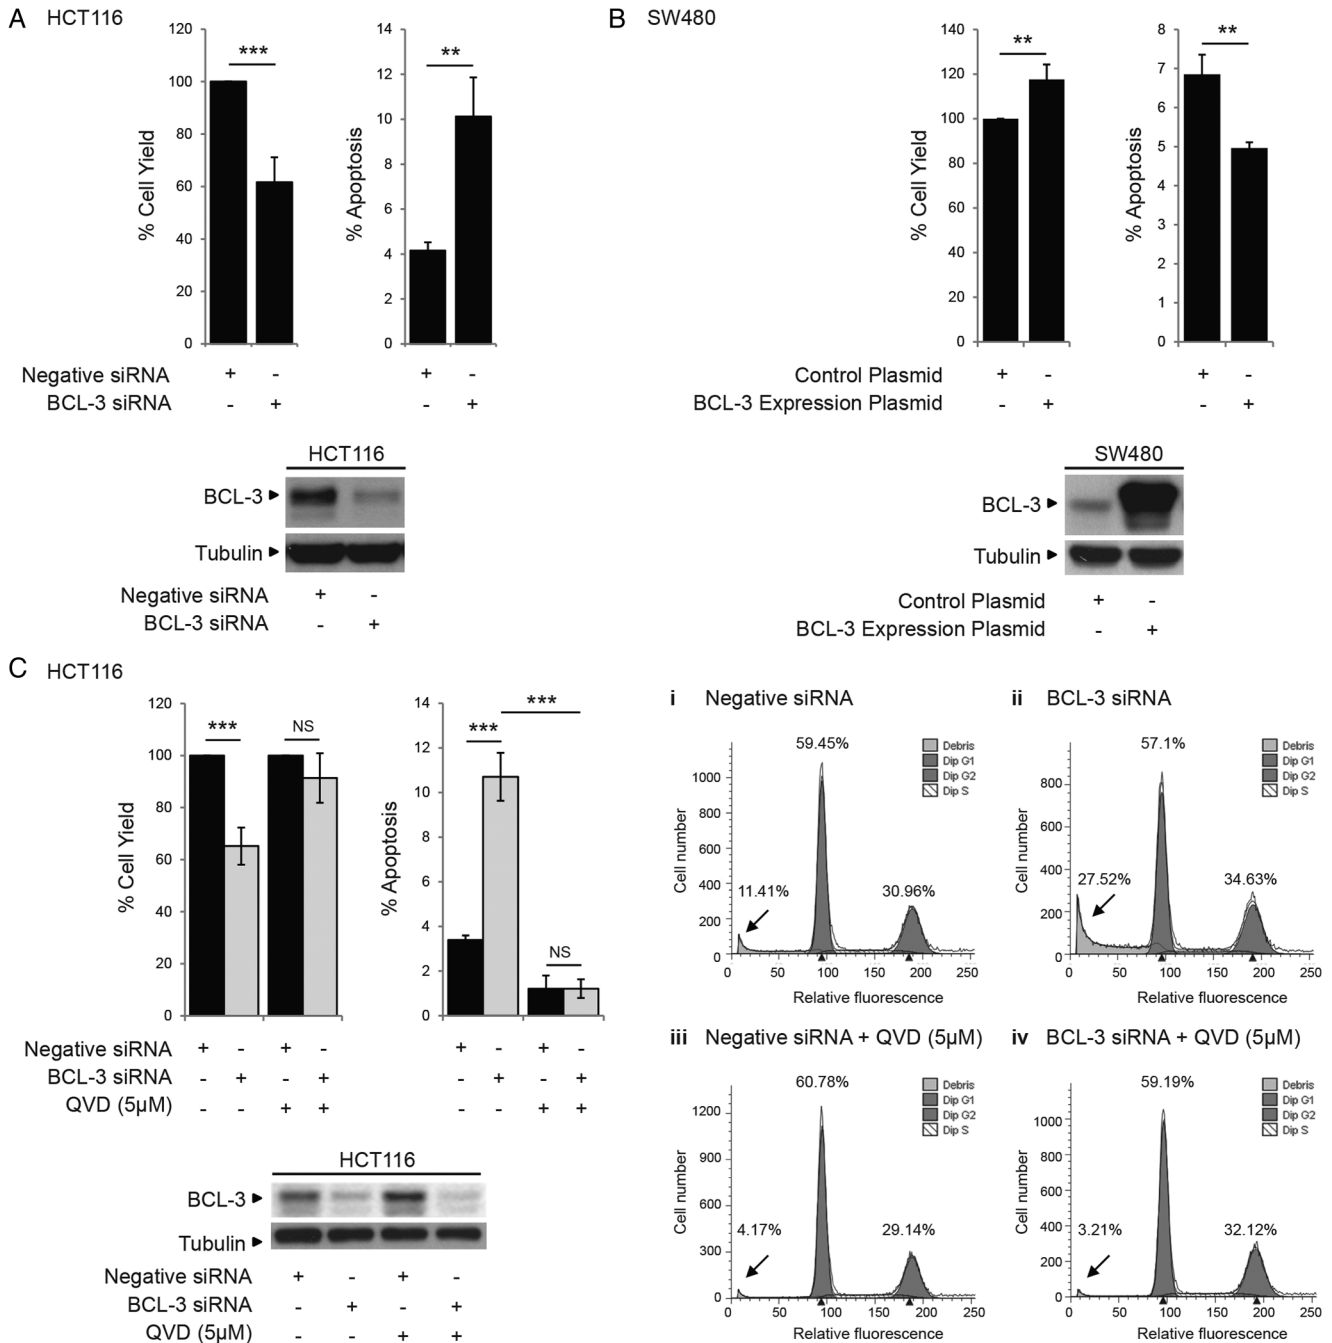 A HCT116
120
100
80
60
40
20
0
% Cell Yield
***
14
12
10
8
6
4
2
0
% Apoptosis
**
Negative siRNA + - + -
BCL-3 siRNA - + - +
HCT116
BCL-3
Tubulin
Negative siRNA + -
BCL-3 siRNA - +
B SW480
140
120
100
80
60
40
20
0
% Cell Yield
**
8
7
6
5
4
3
2
1
0
% Apoptosis
**
Control Plasmid + - + -
BCL-3 Expression Plasmid - + - +
SW480
BCL-3
Tubulin
Control Plasmid + -
BCL-3 Expression Plasmid - +
C HCT116
120
100
80
60
40
20
0
% Cell Yield
*** NS
14
12
10
8
6
4
2
0
% Apoptosis
***
***
NS
Negative siRNA + - + - + - + -
BCL-3 siRNA - + - + - + - +
QVD (5µM) - - + + - - + +
HCT116
BCL-3
Tubulin
Negative siRNA + - + -
BCL-3 siRNA - + - +
QVD (5µM) - - + +
i Negative siRNA
59.45%
Debris
Dip G1
Dip G2
Dip S
1000
800
600
400
200
0
Cell number
11.41%
30.96%
0 50 100 150 200 250
Relative fluorescence
ii BCL-3 siRNA
57.1%
Debris
Dip G1
Dip G2
Dip S
800
600
400
200
0
Cell number
27.52%
34.63%
0 50 100 150 200 250
Relative fluorescence
iii Negative siRNA + QVD (5µM)
60.78%
Debris
Dip G1
Dip G2
Dip S
1200
900
600
300
0
Cell number
4.17%
29.14%
0 50 100 150 200 250
Relative fluorescence
iv BCL-3 siRNA + QVD (5µM)
59.19%
Debris
Dip G1
Dip G2
Dip S
1000
800
600
400
200
0
Cell number
3.21%
32.12%
0 50 100 150 200 250
Relative fluorescence